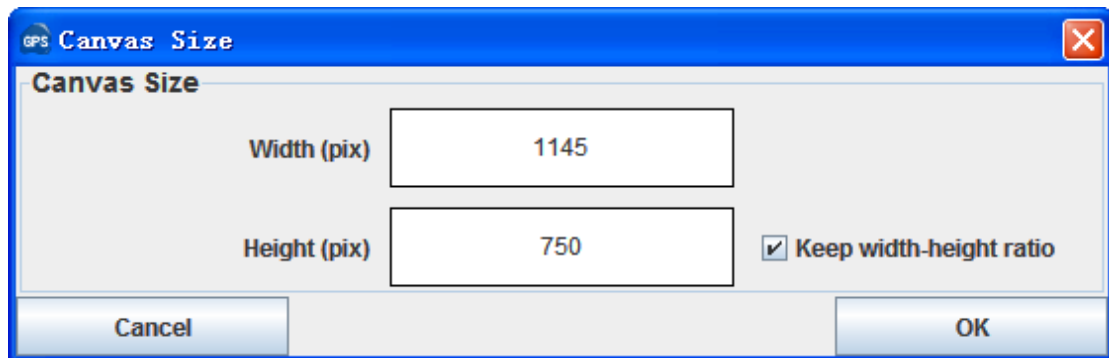 GPS Canvas Size
Canvas Size
Width (pix) 1145
Height (pix) 750 Keep width-height ratio
Cancel OK